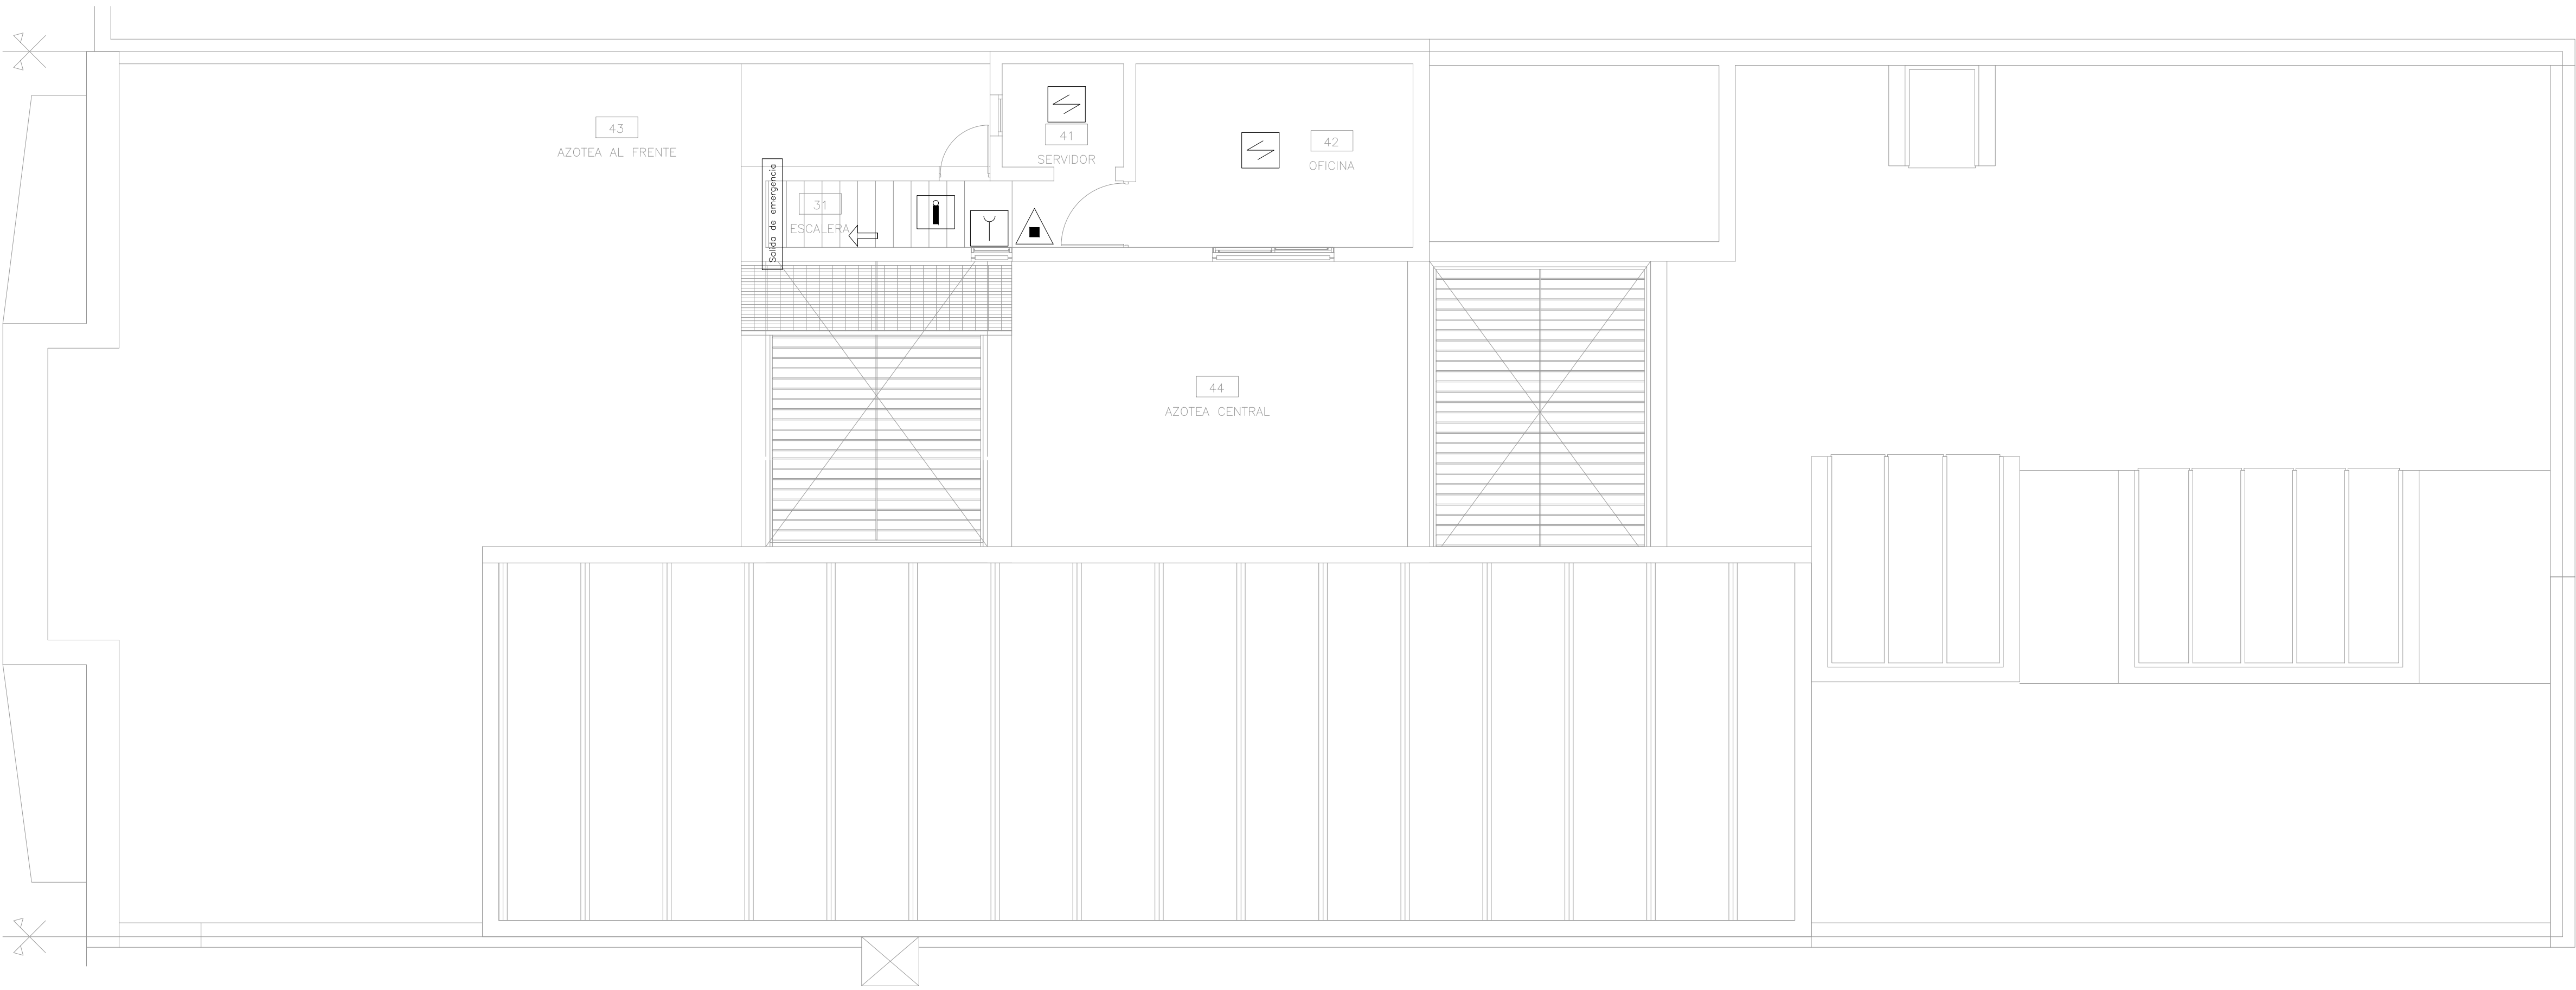 43
AZOTEA AL FRENTE
41
SERVIDOR
42
OFICINA
Salida de emergencia
31
ESCALERA
44
AZOTEA CENTRAL